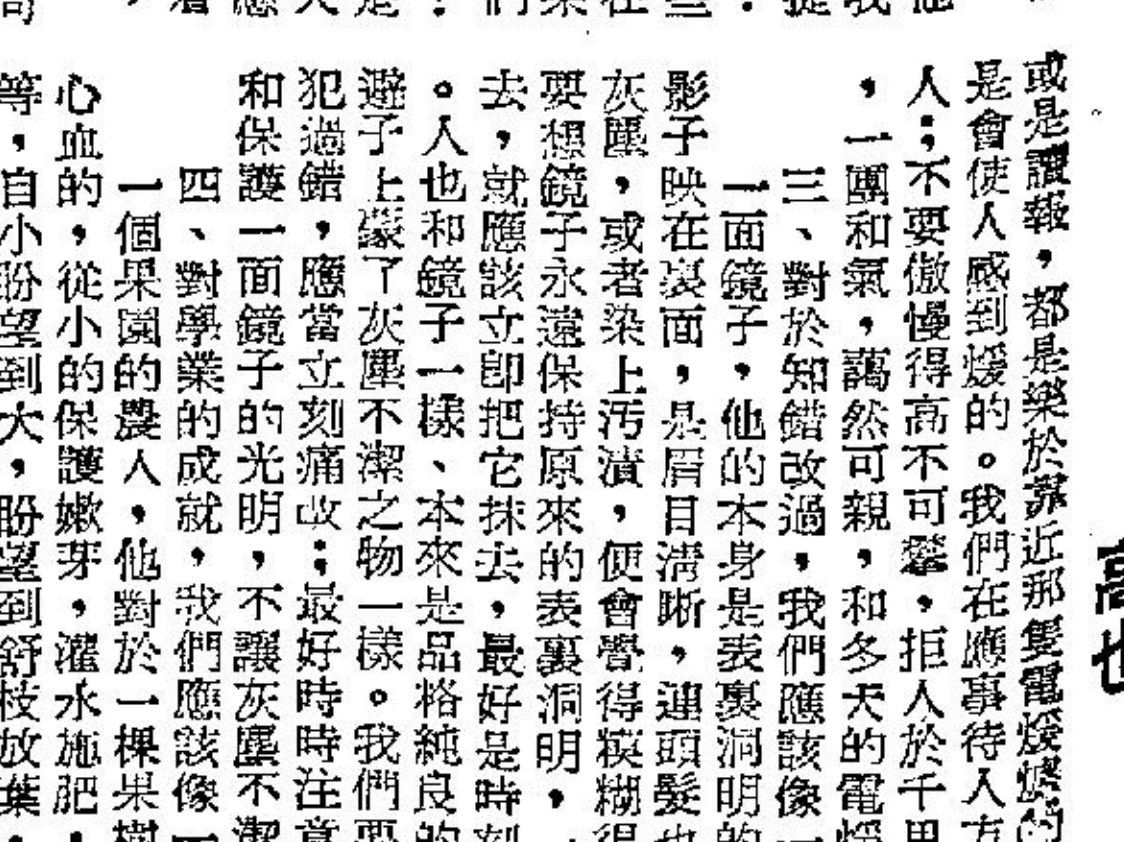 高也
或是讀報，都是樂於靠近那隻電煖爐的
是會使人感到煖的。我們在應事待人方
人；不要傲慢得高不可攀，拒人於千里
，一團和氣，藹然可親，和冬天的電煖
三、對於知錯改過，我們應該像一
一面鏡子，他的本身是表裏洞明的
影子映在裏面，是眉目淸晰，連頭髮也
灰塵，或者染上汚漬，便會覺得糢糊得
要想鏡子永遠保持原來的表裏洞明，
去，就應該立卽把它抹去，最好是時刻
。人也和鏡子一樣、本來是品格純良的
避子上蒙了灰塵不潔之物一樣。我們要
犯過錯，應當立刻痛改；最好時時注意
和保護一面鏡子的光明，不讓灰塵不潔
四、對學業的成就，我們應該像一
一個果園的農人，他對於一棵果樹
心血的，從小的保護嫩芽，灌水施肥，
等，自小盼望到大，盼望到舒枝放葉，